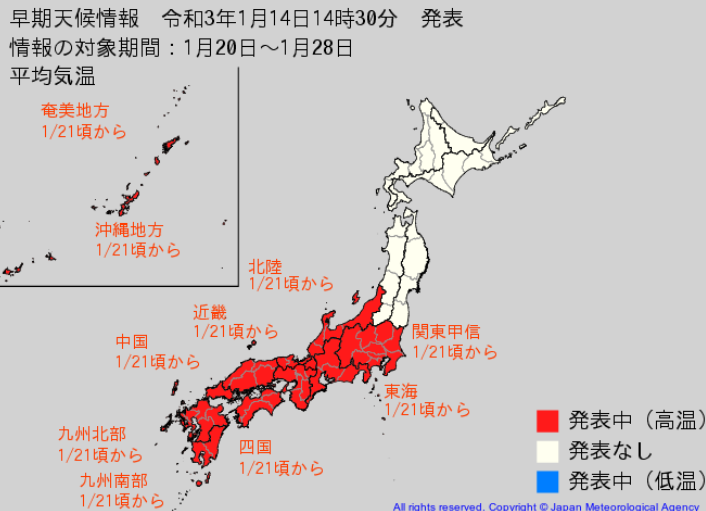 早期天候情報　令和3年1月14日14時30分　発表
情報の対象期間：1月20日～1月28日
平均気温
奄美地方
1/21頃から
沖縄地方
1/21頃から
北陸
1/21頃から
近畿
1/21頃から
中国
1/21頃から
関東甲信
1/21頃から
東海
1/21頃から
九州北部
1/21頃から
四国
1/21頃から
九州南部
1/21頃から
発表中（高温）
発表なし
発表中（低温）
All rights reserved. Copyright © Japan Meteorological Agency